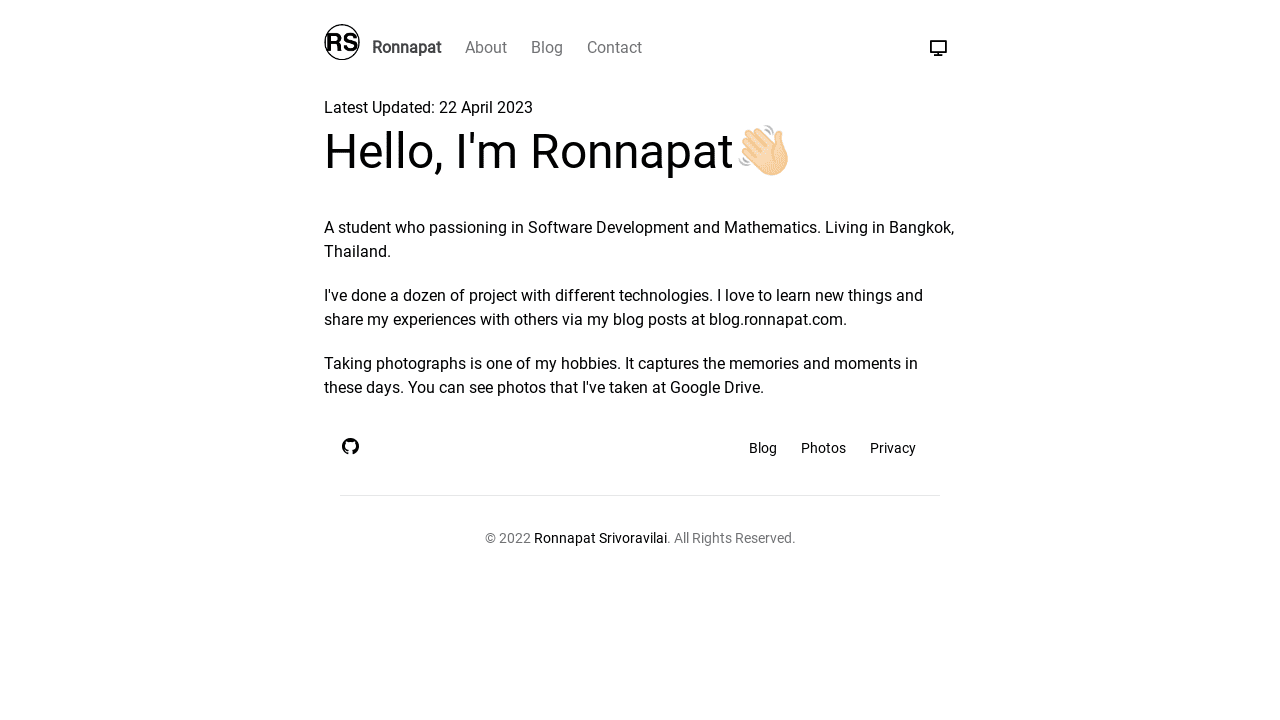 RS Ronnapat About Blog Contact
Latest Updated: 22 April 2023
Hello, I'm Ronnapat👋🏻
A student who passioning in Software Development and Mathematics. Living in Bangkok,
Thailand.
I've done a dozen of project with different technologies. I love to learn new things and
share my experiences with others via my blog posts at blog.ronnapat.com.
Taking photographs is one of my hobbies. It captures the memories and moments in
these days. You can see photos that I've taken at Google Drive.
Blog Photos Privacy
© 2022 Ronnapat Srivoravilai. All Rights Reserved.